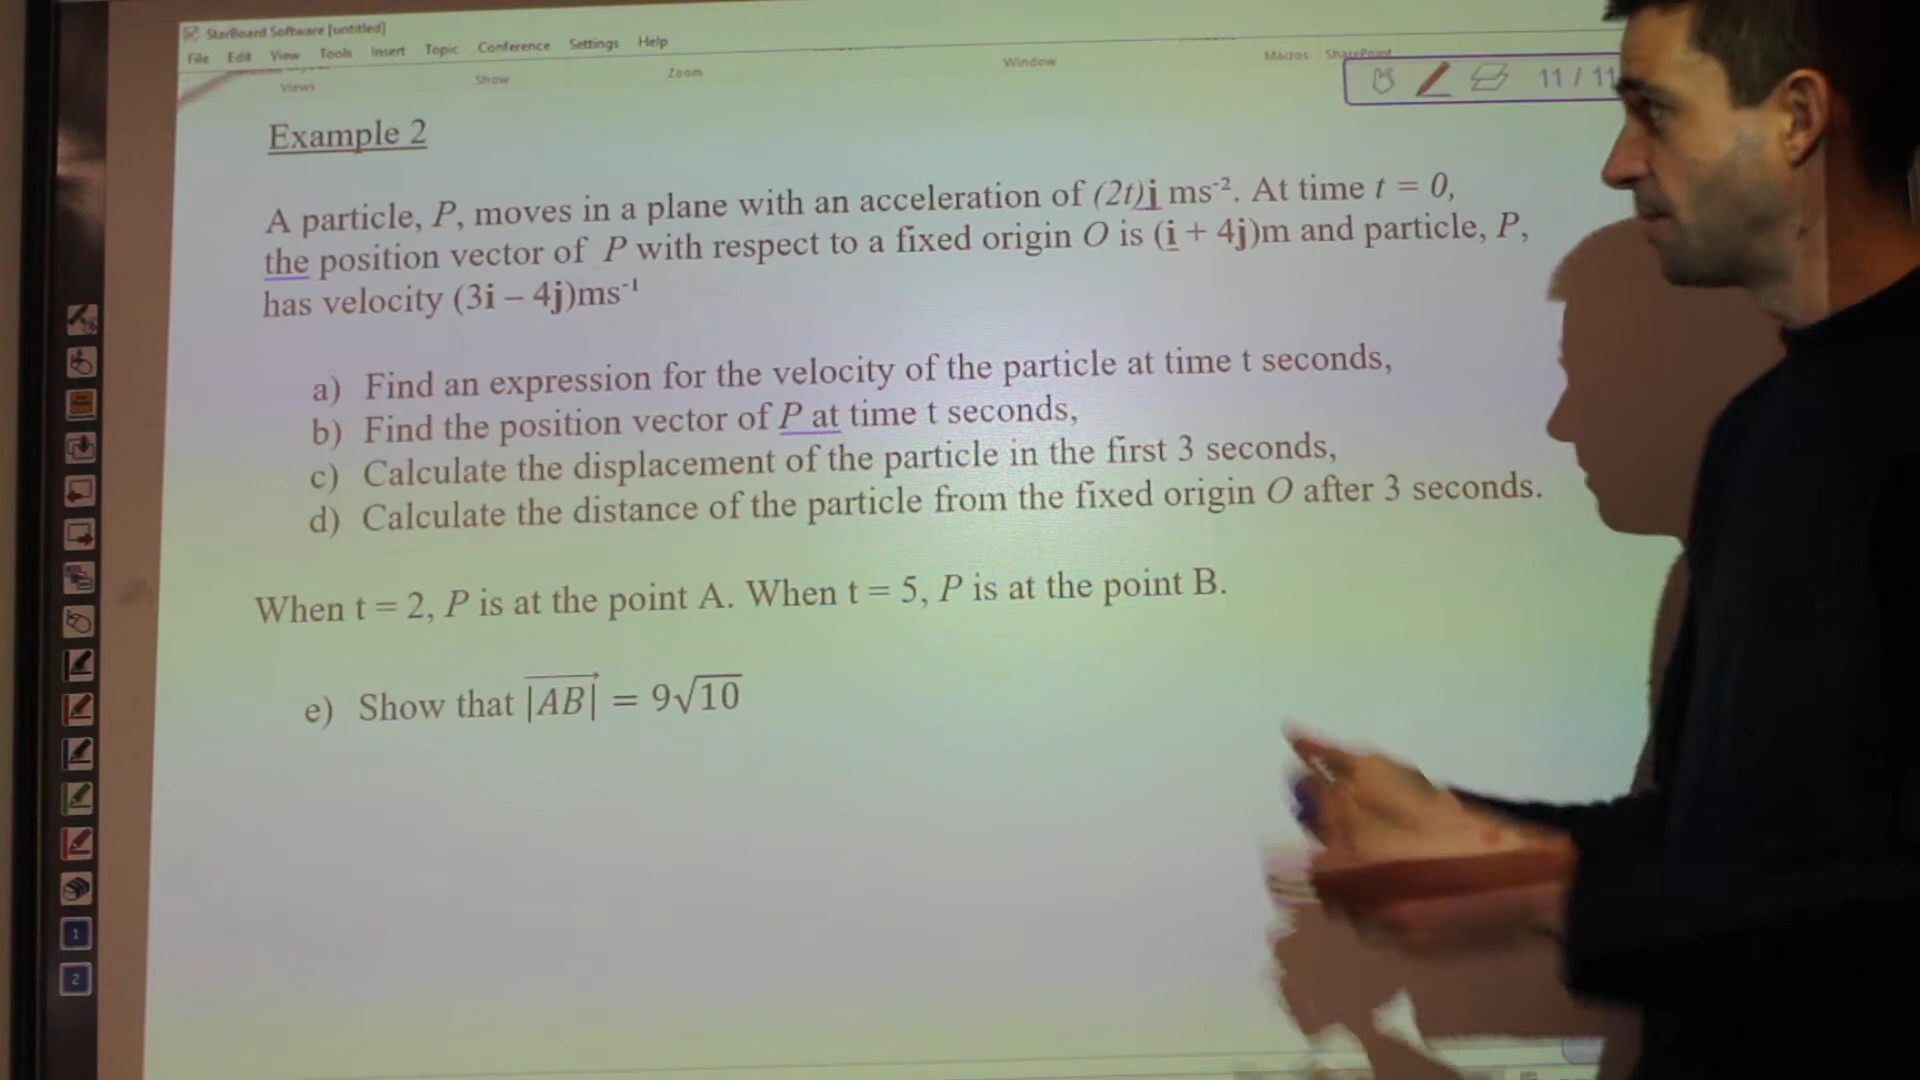 StarBoard Software [untitled]
File Edit View Tools Insert Topic Conference Settings Help
Views Show Zoom Window Macros SharePoint
11 / 11
Example 2
A particle, P, moves in a plane with an acceleration of (2t)j ms⁻². At time t = 0,
the position vector of P with respect to a fixed origin O is (i + 4j)m and particle, P,
has velocity (3i – 4j)ms⁻¹
a) Find an expression for the velocity of the particle at time t seconds,
b) Find the position vector of P at time t seconds,
c) Calculate the displacement of the particle in the first 3 seconds,
d) Calculate the distance of the particle from the fixed origin O after 3 seconds.
When t = 2, P is at the point A. When t = 5, P is at the point B.
e) Show that |A⃗B⃗| = 9√10
1
2